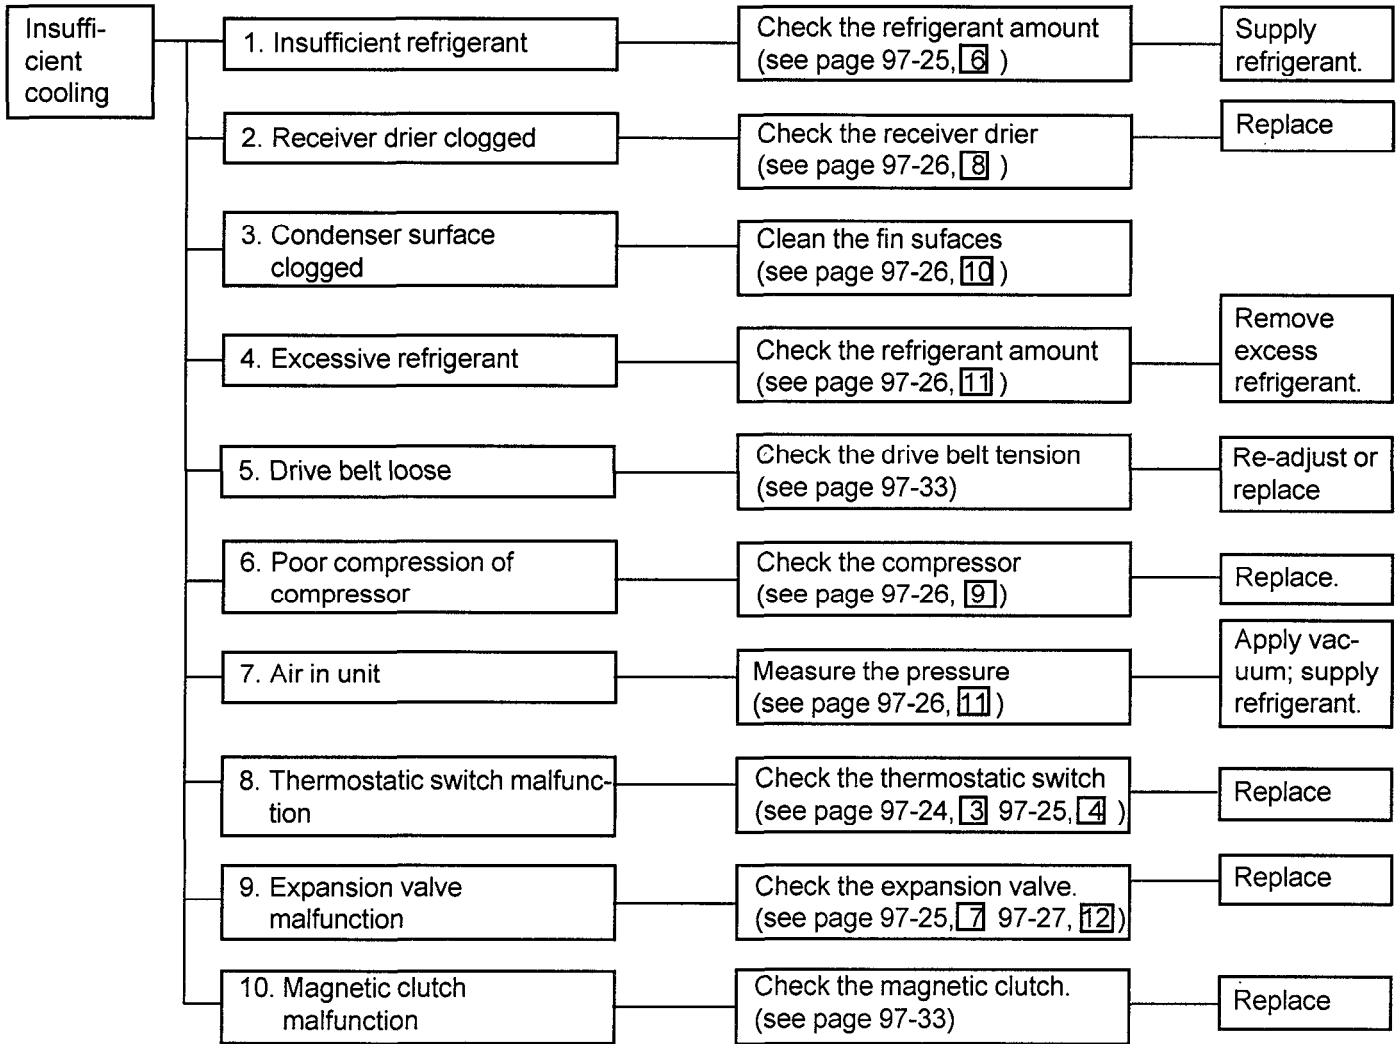 Insuffi-
cient
cooling
1. Insufficient refrigerant
Check the refrigerant amount
(see page 97-25, 6 )
Supply
refrigerant.
2. Receiver drier clogged
Check the receiver drier
(see page 97-26, 8 )
Replace
3. Condenser surface
clogged
Clean the fin sufaces
(see page 97-26, 10 )
4. Excessive refrigerant
Check the refrigerant amount
(see page 97-26, 11 )
Remove
excess
refrigerant.
5. Drive belt loose
Check the drive belt tension
(see page 97-33)
Re-adjust or
replace
6. Poor compression of
compressor
Check the compressor
(see page 97-26, 9 )
Replace.
7. Air in unit
Measure the pressure
(see page 97-26, 11 )
Apply vac-
uum; supply
refrigerant.
8. Thermostatic switch malfunc-
tion
Check the thermostatic switch
(see page 97-24, 3 97-25, 4 )
Replace
9. Expansion valve
malfunction
Check the expansion valve.
(see page 97-25, 7 97-27, 12 )
Replace
10. Magnetic clutch
malfunction
Check the magnetic clutch.
(see page 97-33)
Replace